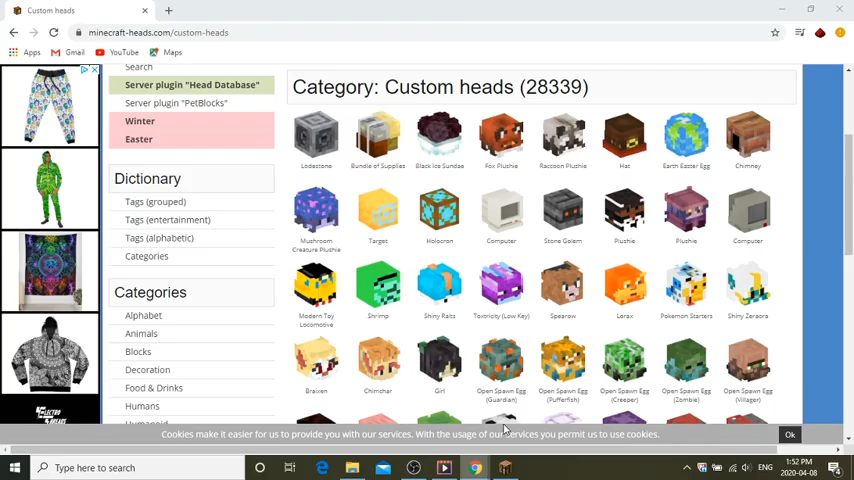 Custom heads
minecraft-heads.com/custom-heads
Apps Gmail YouTube Maps
Search
Server plugin "Head Database"
Server plugin "PetBlocks"
Winter
Easter
Dictionary
Tags (grouped)
Tags (entertainment)
Tags (alphabetic)
Categories
Categories
Alphabet
Animals
Blocks
Decoration
Food & Drinks
Humans
Humanoid
Category: Custom heads (28339)
Lodestone Bundle of Supplies Black Ice Sundae Fox Plushie Raccoon Plushie Hat Earth Easter Egg Chimney
Mushroom Creature Plushie Target Holocron Computer Stone Golem Plushie Plushie Computer
Modern Toy Locomotive Shrimp Shiny Raits Toxtricity (Low Key) Spearow Lorax Pokemon Starters Shiny Zeraora
Braixen Chimchar Girl Open Spawn Egg (Guardian) Open Spawn Egg (Pufferfish) Open Spawn Egg (Creeper) Open Spawn Egg (Zombie) Open Spawn Egg (Villager)
Cookies make it easier for us to provide you with our services. With the usage of our services you permit us to use cookies.
Ok
Type here to search
ENG
1:52 PM
2020-04-08
4